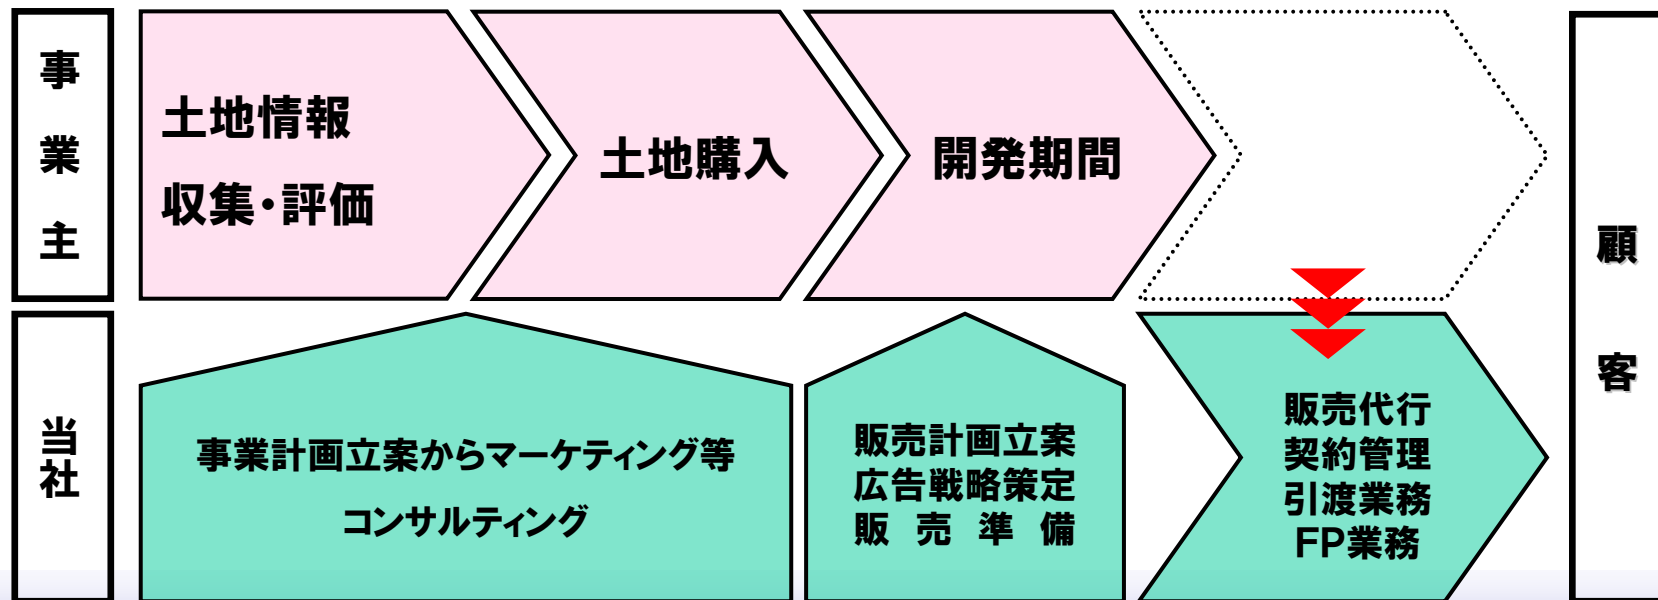 事業主
土地情報
収集・評価
土地購入
開発期間
当社
事業計画立案からマーケティング等
コンサルティング
販売計画立案
広告戦略策定
販売準備
販売代行
契約管理
引渡業務
FP業務
顧客